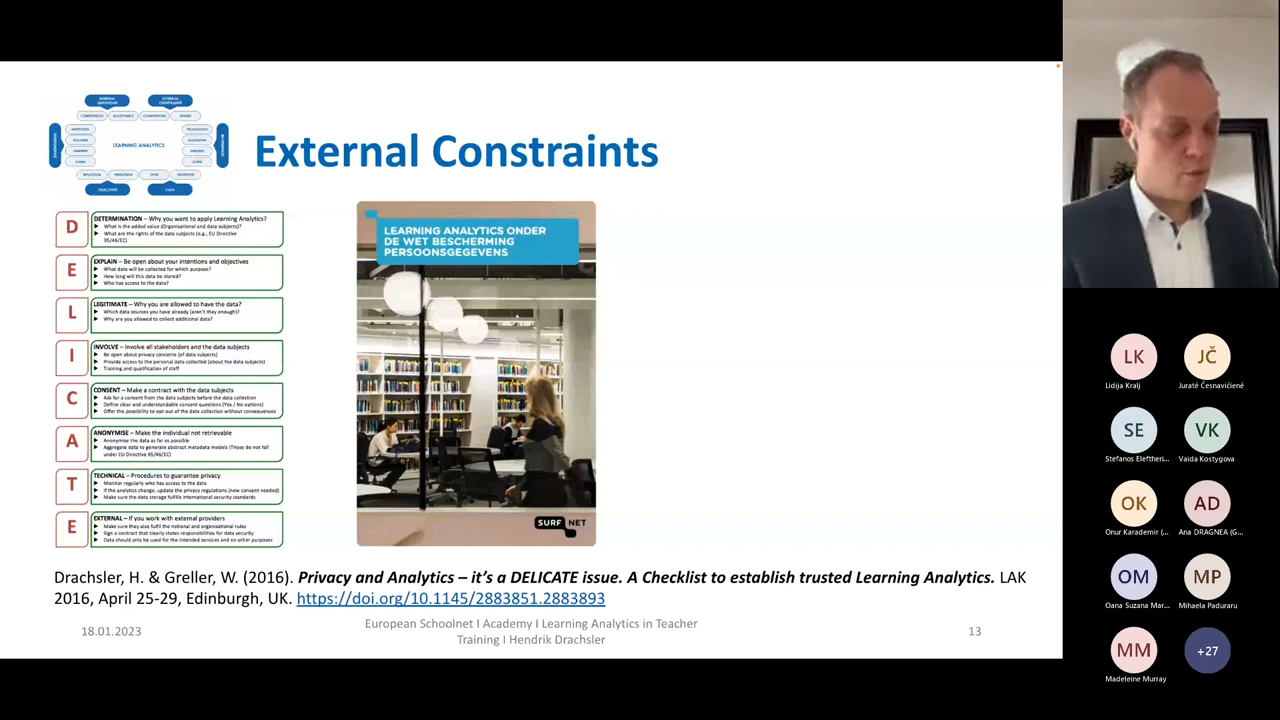 EXTERNAL
LIMITATIONS
EXTERNAL
CONSTRAINTS
COMPETENCES
ACCEPTANCE
CONVENTIONS
LEARNING ANALYTICS
OBJECTIVES
DATA
External Constraints
D
DETERMINATION – Why you want to apply Learning Analytics?
► What is the added value (Organisational and data subjects)?
► What are the rights of the data subjects (e.g., EU Directive
95/46/EC)
E
EXPLAIN – Be open about your intentions and objectives
► What data will be collected for which purpose?
► How long will this data be stored?
► Who has access to the data?
L
LEGITIMATE – Why you are allowed to have the data?
► Which data sources you have already (aren't they enough)?
► Why are you allowed to collect additional data?
I
INVOLVE – Involve all stakeholders and the data subjects
► Be open about privacy concerns (of data subjects)
► Provide access to the personal data collected (about the data subjects)
► Training and qualification of staff
C
CONSENT – Make a contract with the data subjects
► Ask for a consent from the data subjects before the data collection
► Define clear and understandable consent questions (Yes / No options)
► Offer the possibility to opt-out of the data collection without consequences
A
ANONYMISE – Make the individual not retrievable
► Anonymise the data as far as possible
► Aggregate data to generate abstract metadata models (Those do not fall
under EU Directive 95/46/EC)
T
TECHNICAL – Procedures to guarantee privacy
► Monitor regularly who has access to the data
► If the analytics change, update the privacy regulations (new consent needed)
► Make sure the data storage fulfills international security standards
E
EXTERNAL – If you work with external providers
► Make sure they also fulfil the national and organisational rules
► Sign a contract that clearly states responsibilities for data security
► Data should only be used for the intended services and no other purposes
LEARNING ANALYTICS ONDER
DE WET BESCHERMING
PERSOONSGEGEVENS
SURF NET
Drachsler, H. & Greller, W. (2016). Privacy and Analytics – it's a DELICATE issue. A Checklist to establish trusted Learning Analytics. LAK
2016, April 25-29, Edinburgh, UK. https://doi.org/10.1145/2883851.2883893
18.01.2023
European Schoolnet I Academy I Learning Analytics in Teacher
Training I Hendrik Drachsler
13
LK
Lidija Kralj
JČ
Juratė Česnavičienė
SE
Stefanos Eleftheri...
VK
Vaida Kostygova
OK
Onur Karademir (...
AD
Ana DRAGNEA (G...
OM
Oana Suzana Mar...
MP
Mihaela Paduraru
MM
Madeleine Murray
+27